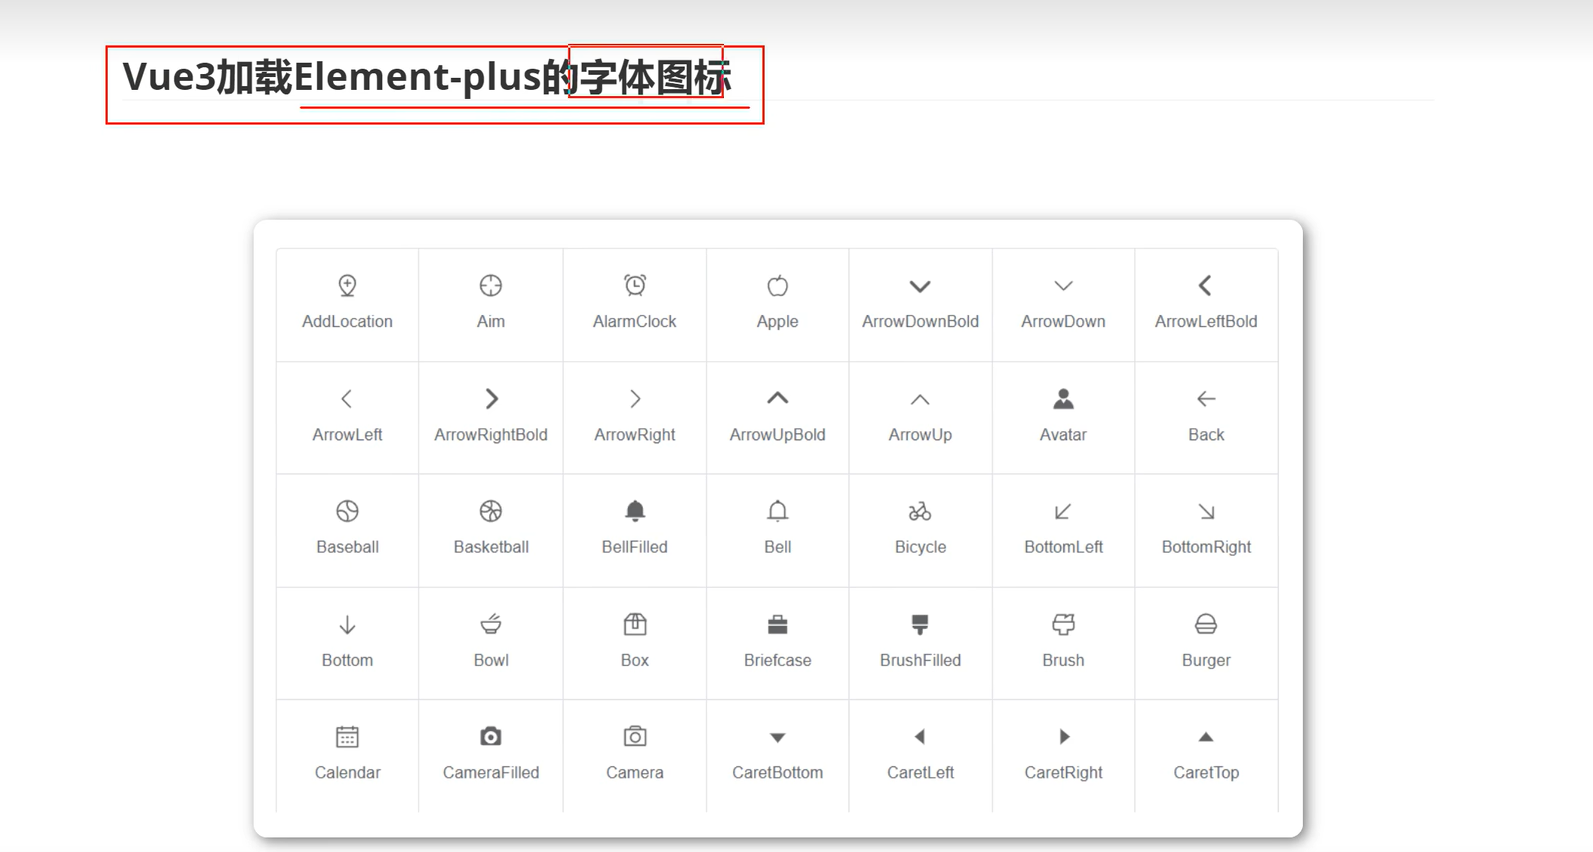 Vue3加载Element-plus的字体图标
AddLocation Aim AlarmClock Apple ArrowDownBold ArrowDown ArrowLeftBold
ArrowLeft ArrowRightBold ArrowRight ArrowUpBold ArrowUp Avatar Back
Baseball Basketball BellFilled Bell Bicycle BottomLeft BottomRight
Bottom Bowl Box Briefcase BrushFilled Brush Burger
Calendar CameraFilled Camera CaretBottom CaretLeft CaretRight CaretTop